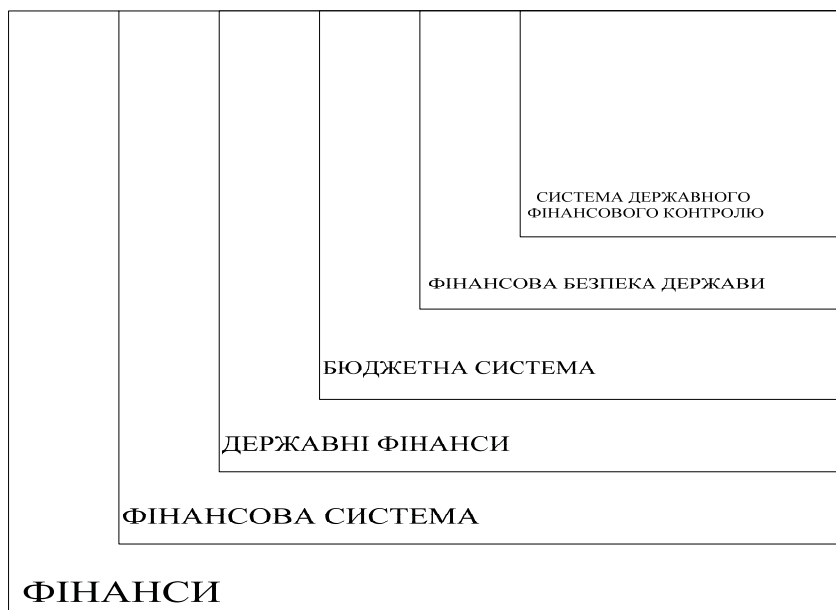 СИСТЕМА ДЕРЖАВНОГО
ФІНАНСОВОГО КОНТРОЛЮ
ФІНАНСОВА БЕЗПЕКА ДЕРЖАВИ
БЮДЖЕТНА СИСТЕМА
ДЕРЖАВНІ ФІНАНСИ
ФІНАНСОВА СИСТЕМА
ФІНАНСИ